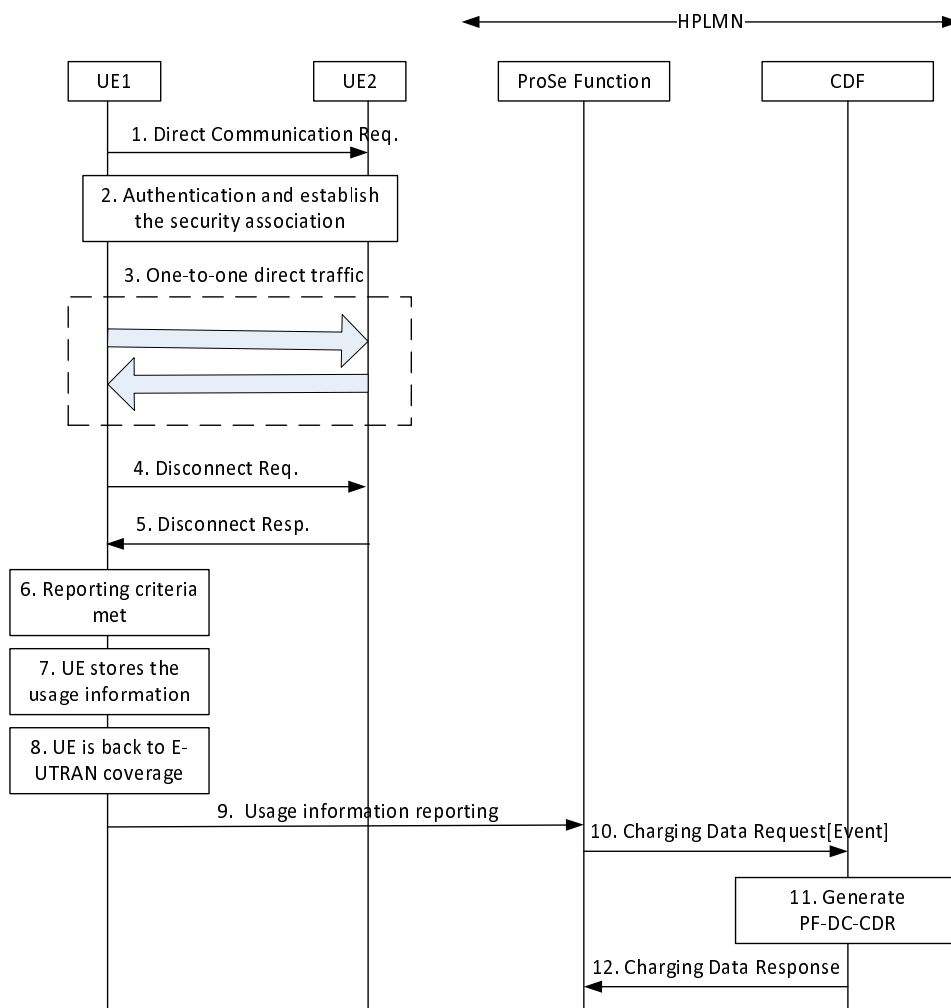 HPLMN
UE1
UE2
ProSe Function
CDF
1. Direct Communication Req.
2. Authentication and establish
the security association
3. One-to-one direct traffic
4. Disconnect Req.
5. Disconnect Resp.
6. Reporting criteria
met
7. UE stores the
usage information
8. UE is back to E-
UTRAN coverage
9. Usage information reporting
10. Charging Data Request[Event]
11. Generate
PF-DC-CDR
12. Charging Data Response